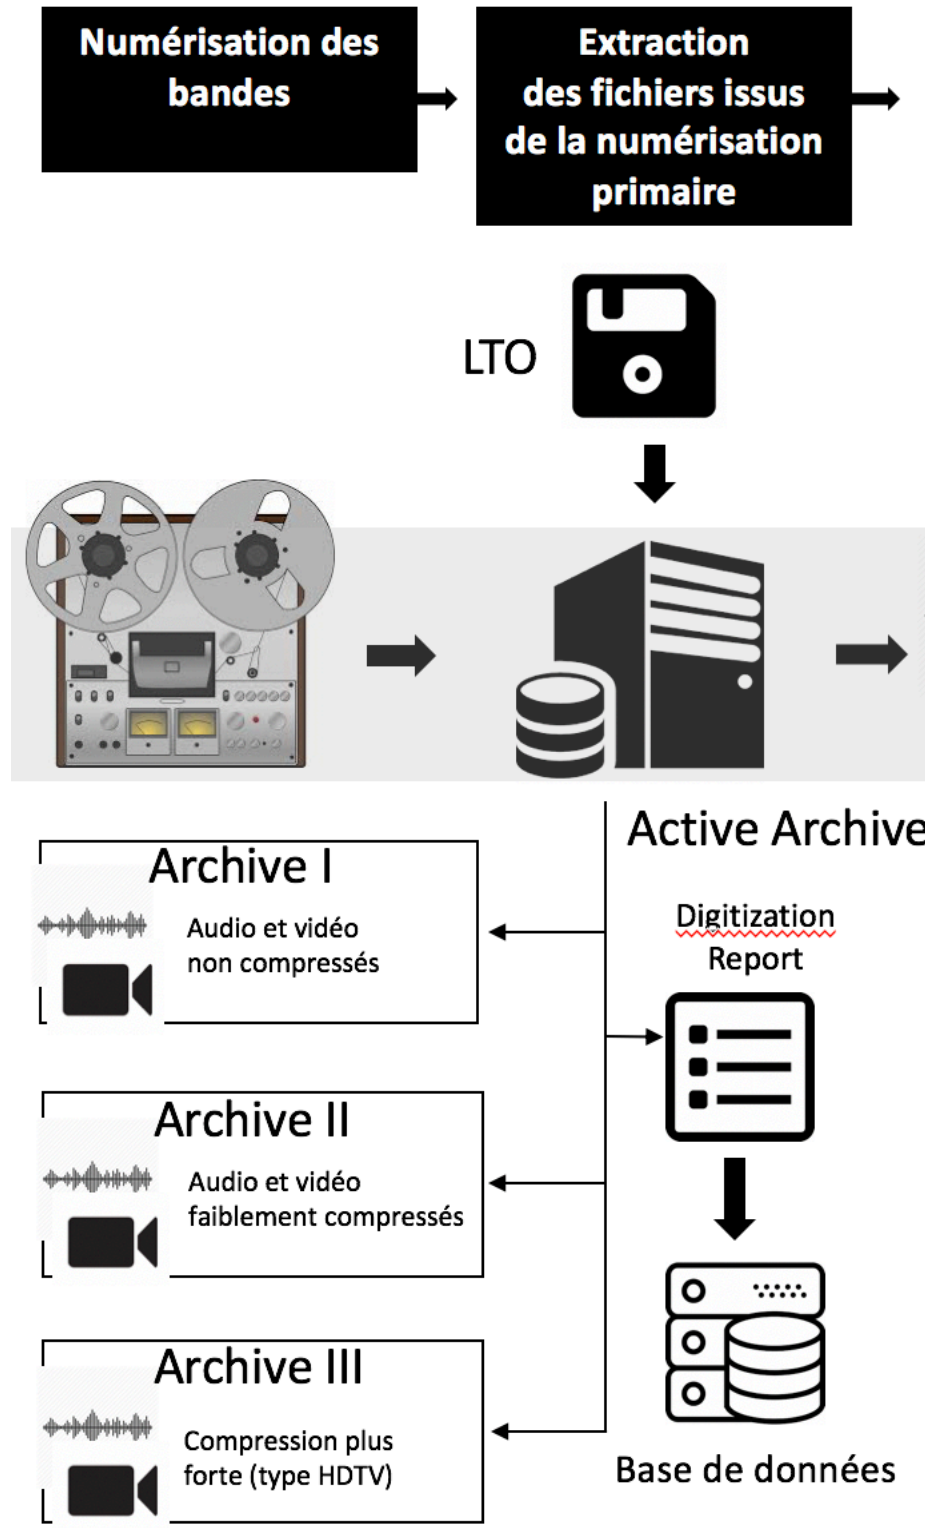 Numérisation des
bandes
Extraction
des fichiers issus
de la numérisation
primaire
LTO
Active Archive
Archive I
Audio et vidéo
non compressés
Digitization
Report
Archive II
Audio et vidéo
faiblement compressés
Archive III
Compression plus
forte (type HDTV)
Base de données